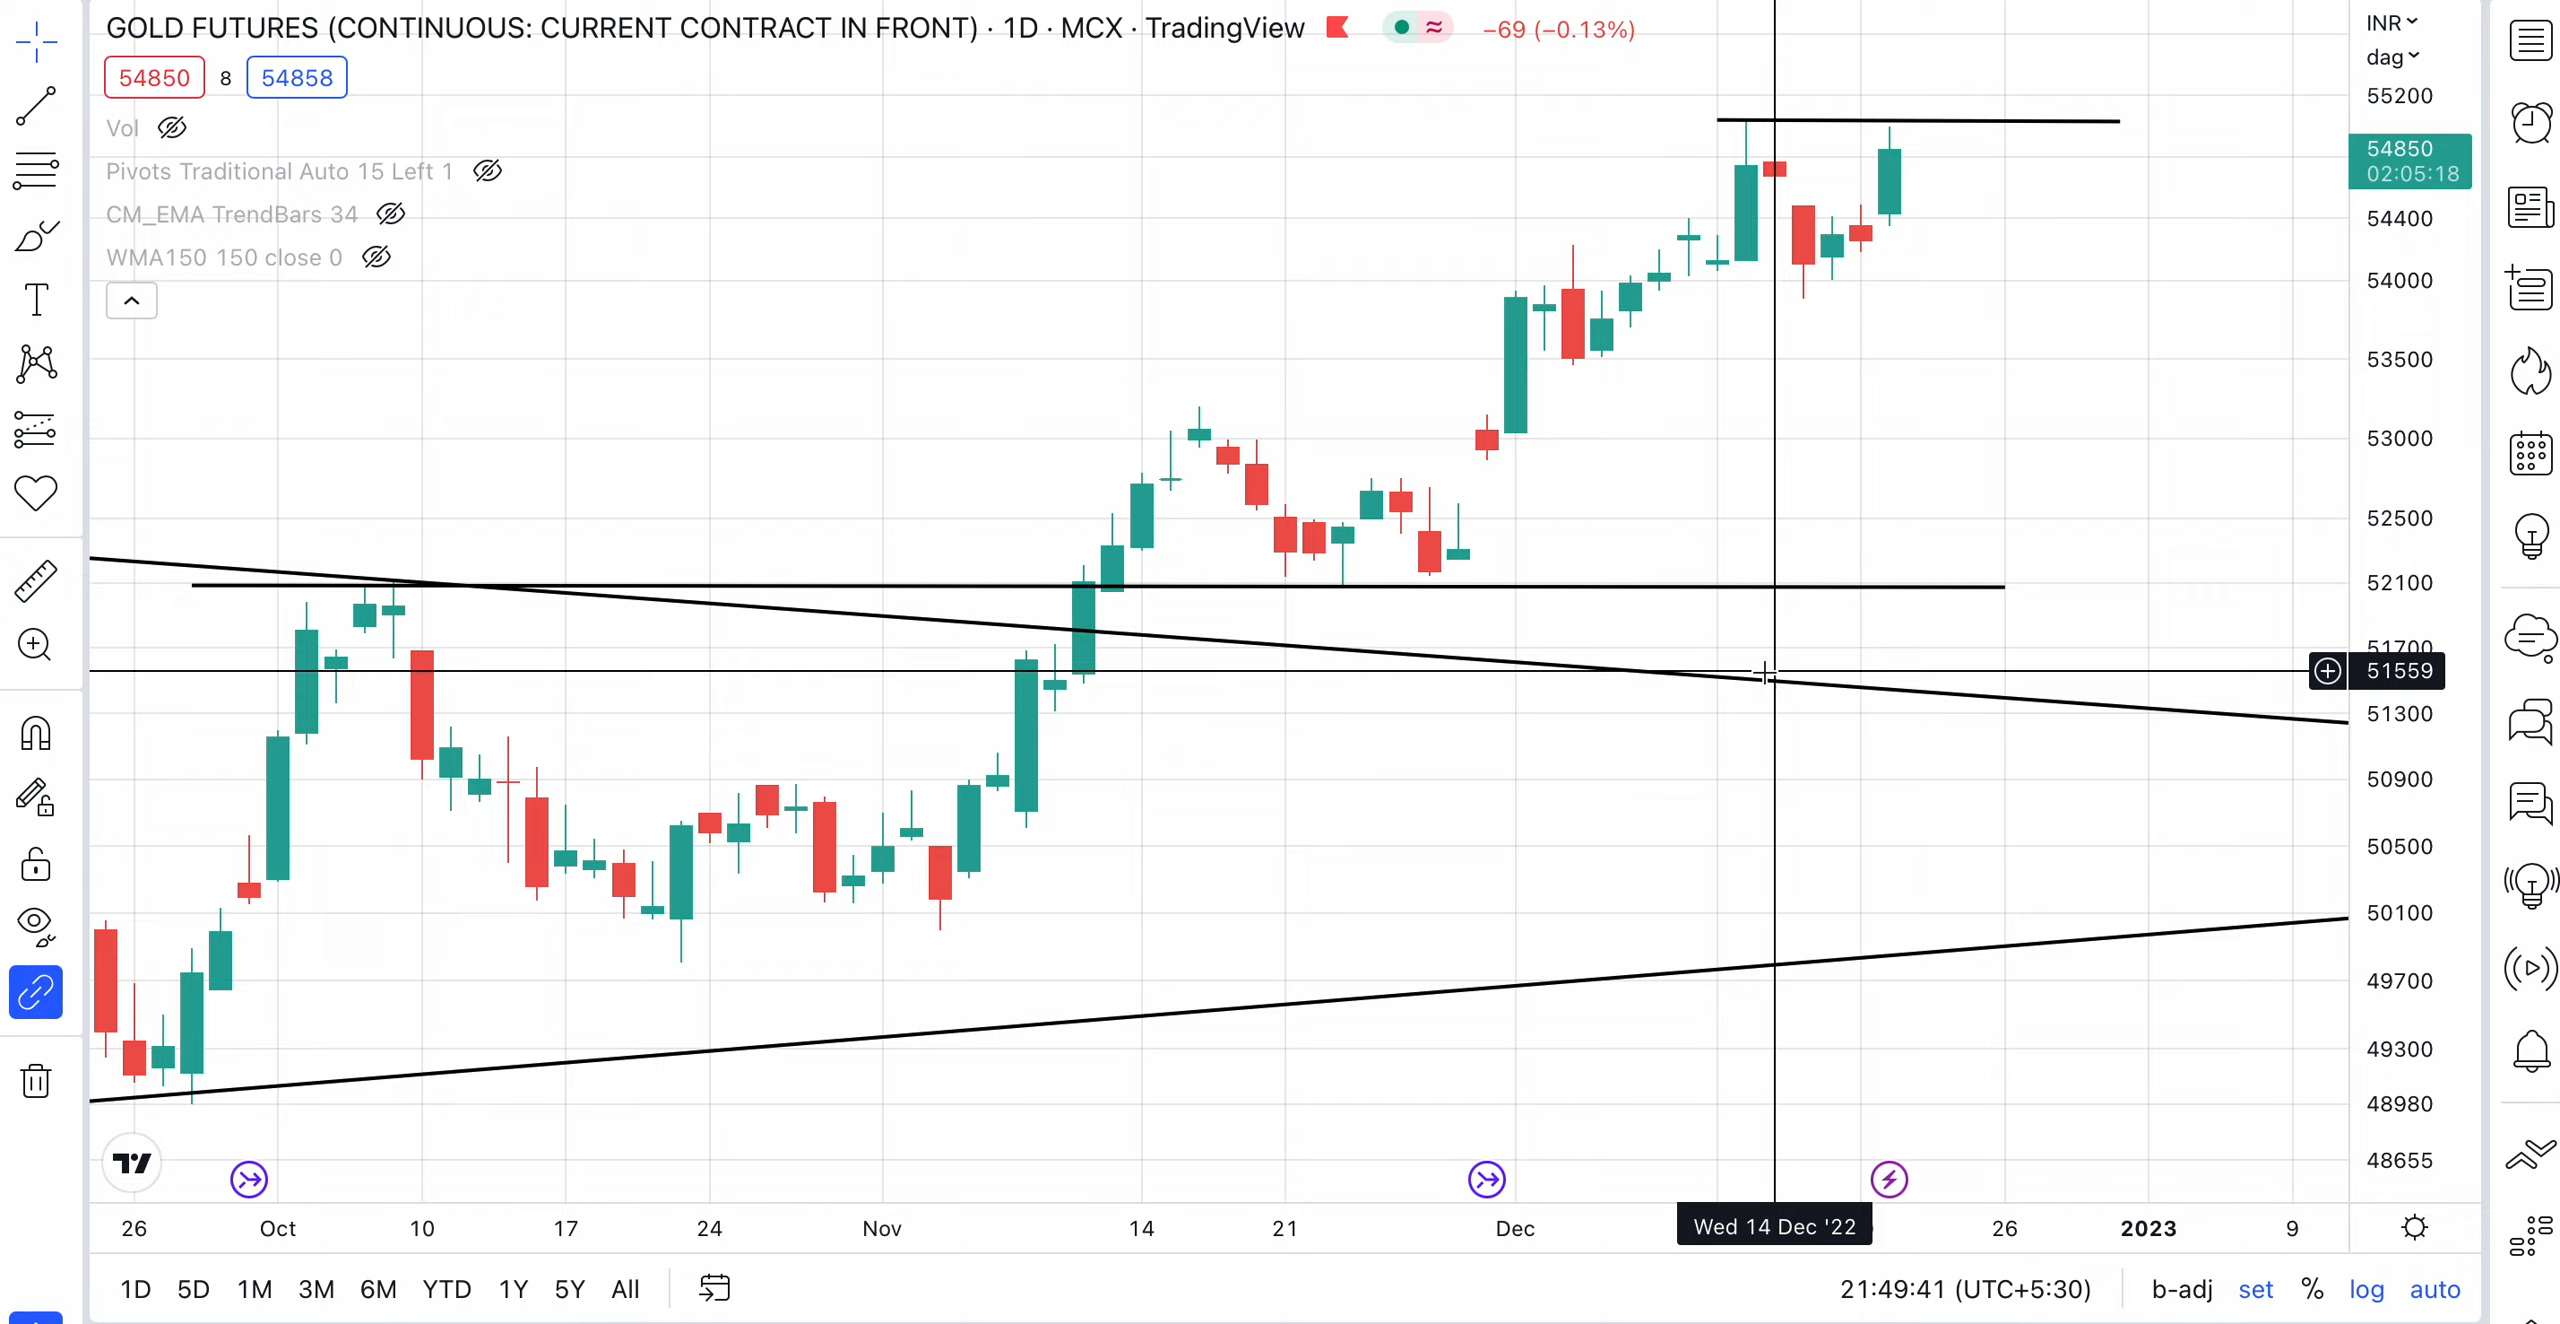 GOLD FUTURES (CONTINUOUS: CURRENT CONTRACT IN FRONT) · 1D · MCX · TradingView −69 (−0.13%)
54850 8 54858
Vol
Pivots Traditional Auto 15 Left 1
CM_EMA TrendBars 34
WMA150 150 close 0
INR
dag
55200
54850
02:05:18
54400
54000
53500
53000
52500
52100
51700
51559
51300
50900
50500
50100
49700
49300
48980
48655
26 Oct 10 17 24 Nov 14 21 Dec Wed 14 Dec '22 26 2023 9
1D 5D 1M 3M 6M YTD 1Y 5Y All 21:49:41 (UTC+5:30) b-adj set % log auto